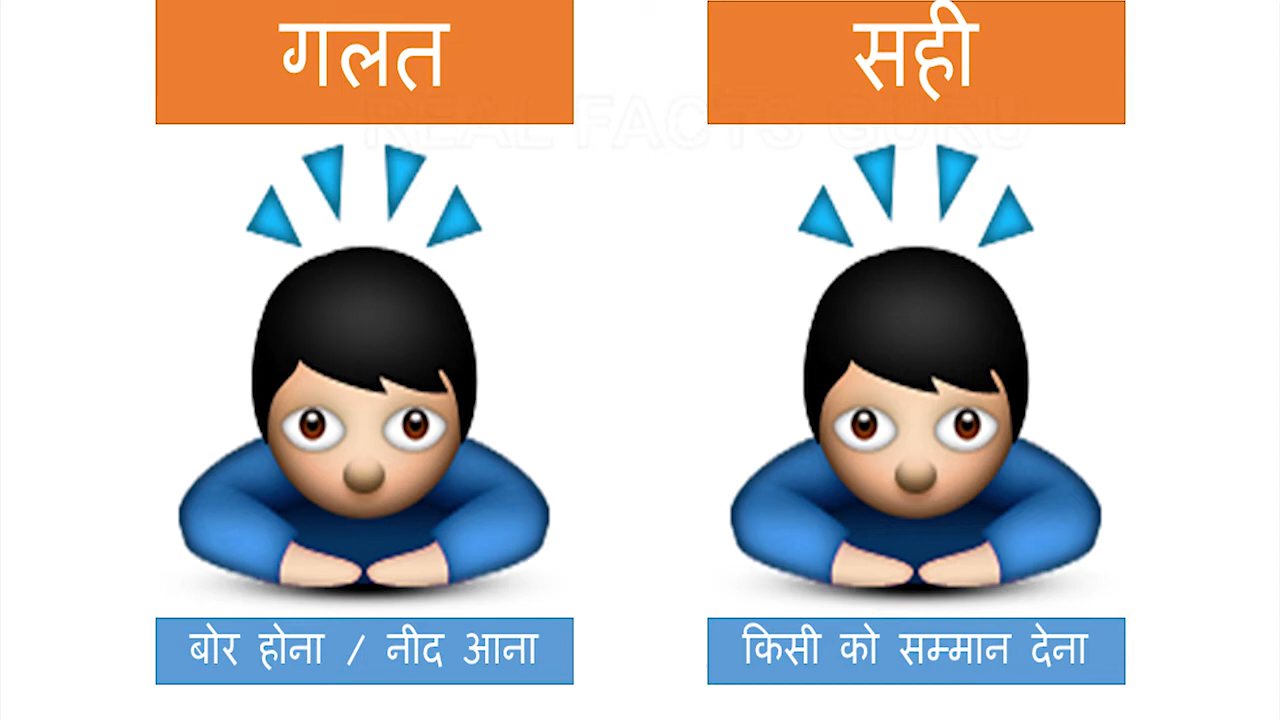 गलत
सही
REAL FACTS GURU
बोर होना / नीद आना
किसी को सम्मान देना